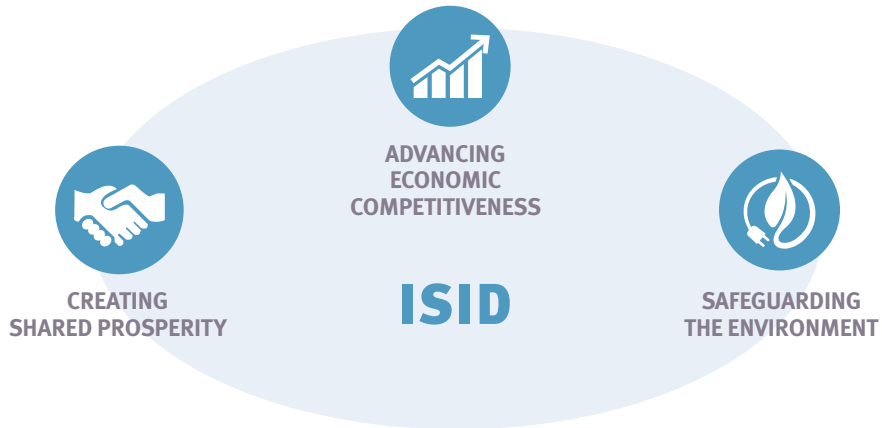 ADVANCING
ECONOMIC
COMPETITIVENESS
CREATING
SHARED PROSPERITY
ISID
SAFEGUARDING
THE ENVIRONMENT